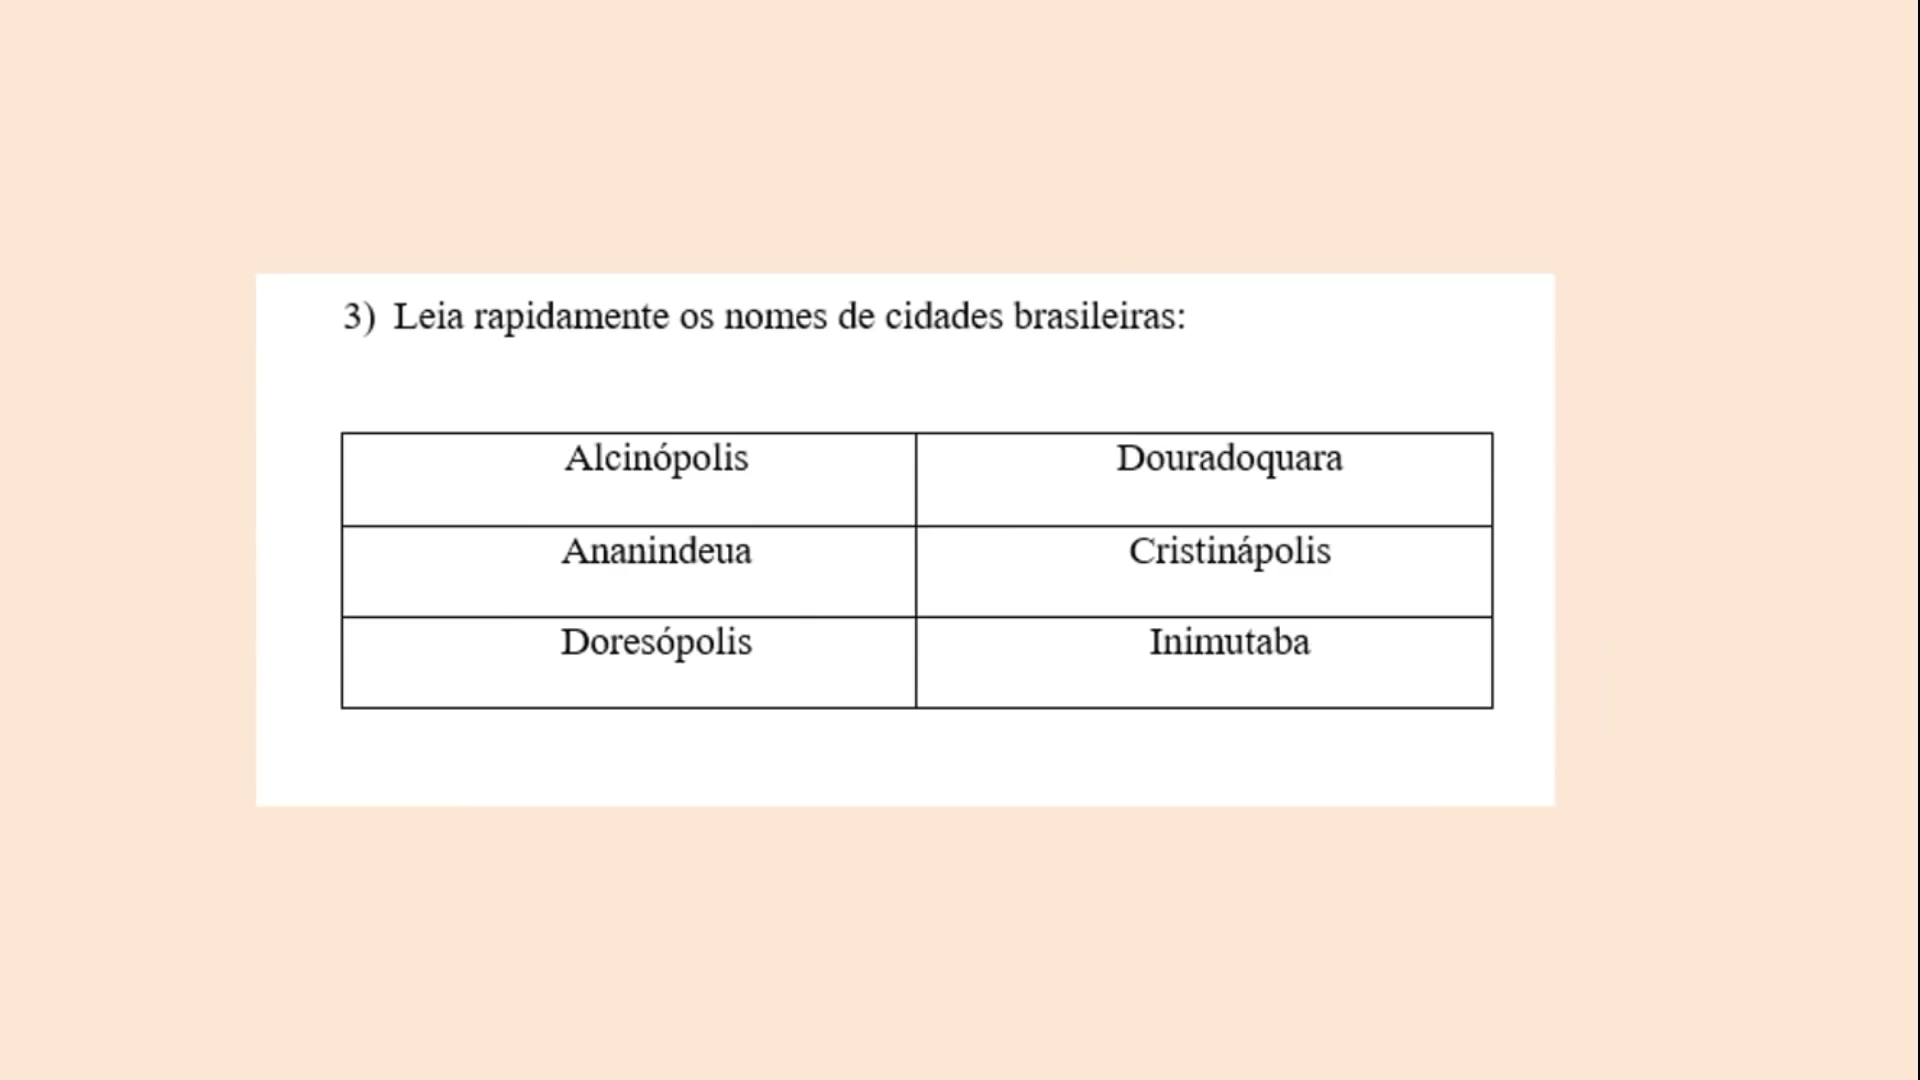 3) Leia rapidamente os nomes de cidades brasileiras:
Alcinópolis Douradoquara
Ananindeua Cristinápolis
Doresópolis Inimutaba